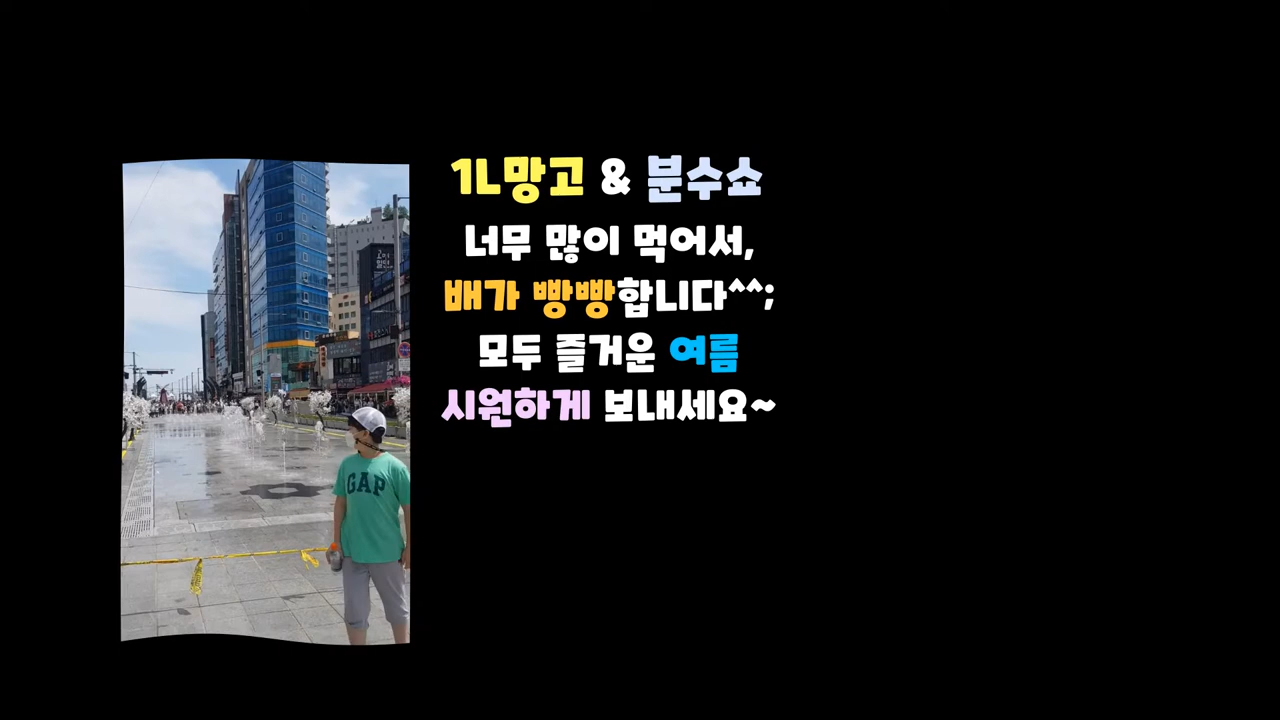 1L망고 & 분수쇼
너무 많이 먹어서,
배가 빵빵합니다^^;
모두 즐거운 여름
시원하게 보내세요~
GAP